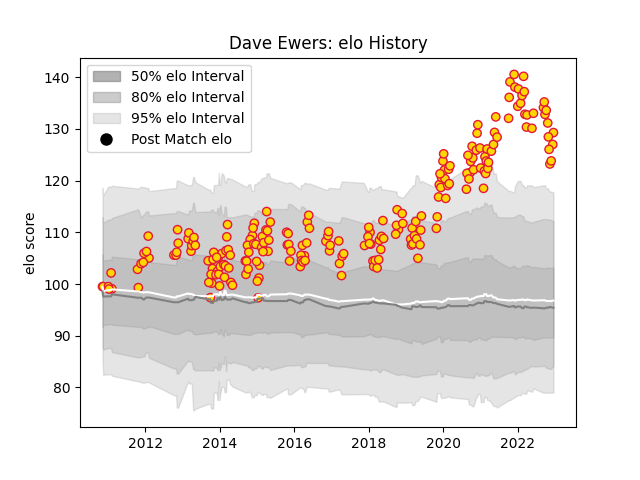 Dave Ewers: elo History
50% elo Interval
80% elo Interval
95% elo Interval
Post Match elo
elo score
140
130
120
110
100
90
80
2012 2014 2016 2018 2020 2022